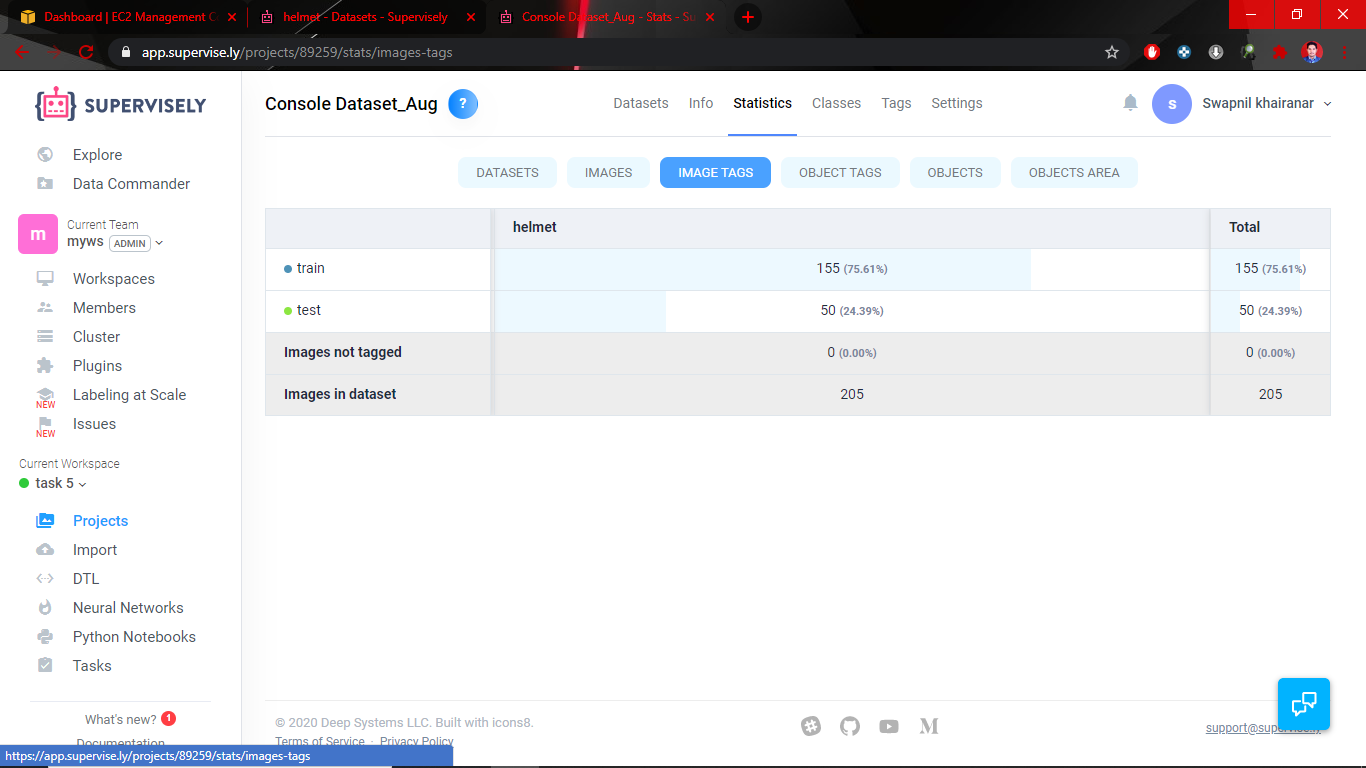 Dashboard | EC2 Management C
helmet - Datasets - Supervisely
Console Dataset_Aug - Stats - Su
app.supervise.ly/projects/89259/stats/images-tags
SUPERVISELY
Console Dataset_Aug ?
Datasets Info Statistics Classes Tags Settings
s Swapnil khairanar
Explore
Data Commander
Current Team
m myws ADMIN
Workspaces
Members
Cluster
Plugins
Labeling at Scale
NEW
Issues
NEW
Current Workspace
task 5
Projects
Import
DTL
Neural Networks
Python Notebooks
Tasks
What's new? 1
Documentation
DATASETS IMAGES IMAGE TAGS OBJECT TAGS OBJECTS OBJECTS AREA
helmet Total
train 155 (75.61%) 155 (75.61%)
test 50 (24.39%) 50 (24.39%)
Images not tagged 0 (0.00%) 0 (0.00%)
Images in dataset 205 205
© 2020 Deep Systems LLC. Built with icons8.
Terms of Service · Privacy Policy
support@supervise.ly
https://app.supervise.ly/projects/89259/stats/images-tags